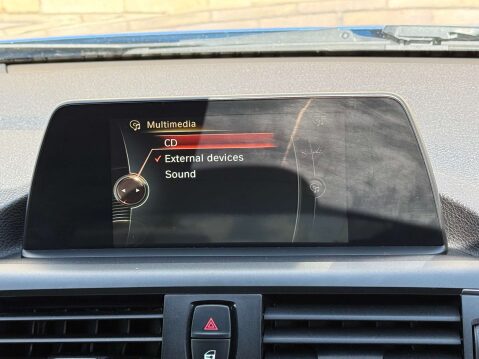 Multimedia
CD
External devices
Sound